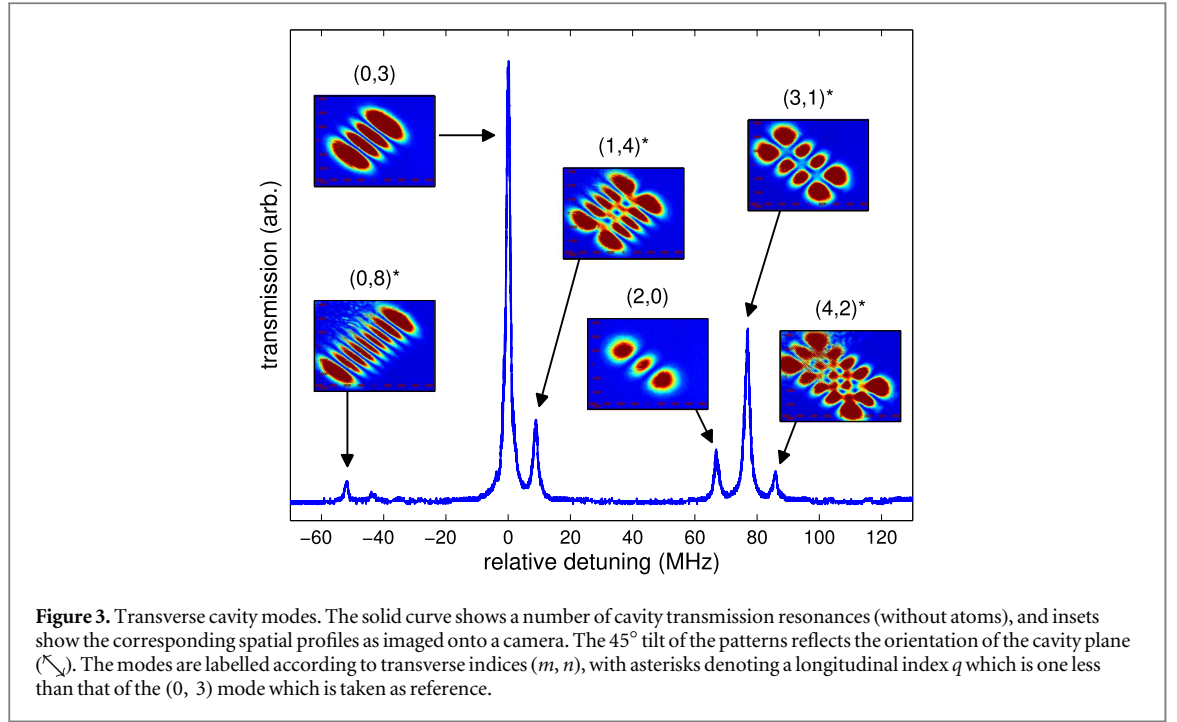 (0,3)
(3,1)*
(1,4)*
(0,8)*
(2,0)
(4,2)*
transmission (arb.)
−60 −40 −20 0 20 40 60 80 100 120
relative detuning (MHz)
Figure 3. Transverse cavity modes. The solid curve shows a number of cavity transmission resonances (without atoms), and insets
show the corresponding spatial profiles as imaged onto a camera. The 45° tilt of the patterns reflects the orientation of the cavity plane
(⤡). The modes are labelled according to transverse indices (m, n), with asterisks denoting a longitudinal index q which is one less
than that of the (0, 3) mode which is taken as reference.